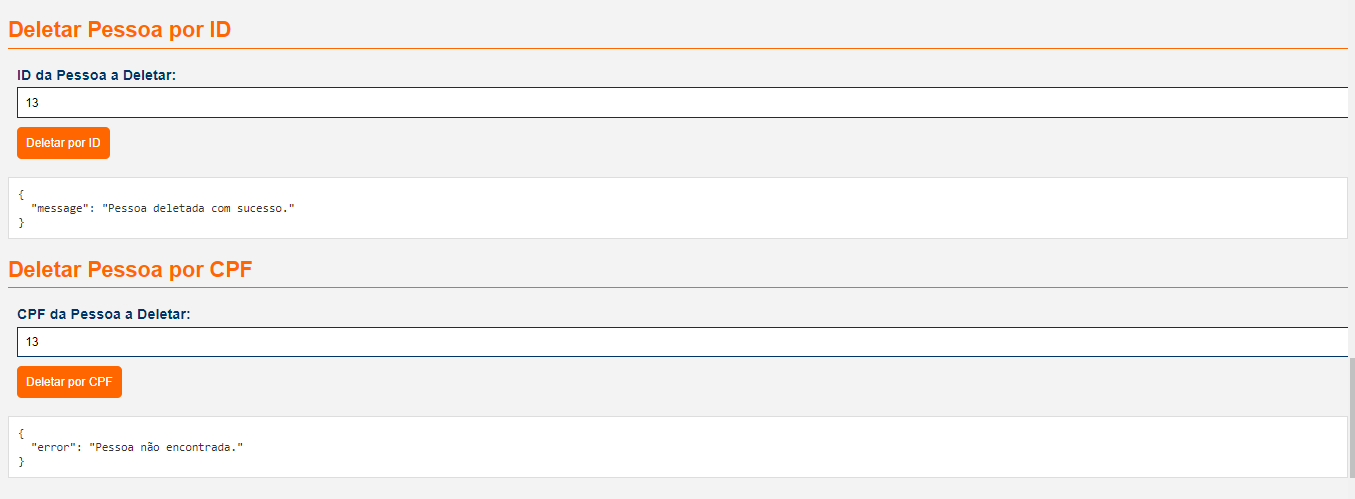 Deletar Pessoa por ID
ID da Pessoa a Deletar:
13
Deletar por ID
{
"message": "Pessoa deletada com sucesso."
}
Deletar Pessoa por CPF
CPF da Pessoa a Deletar:
13
Deletar por CPF
{
"error": "Pessoa não encontrada."
}